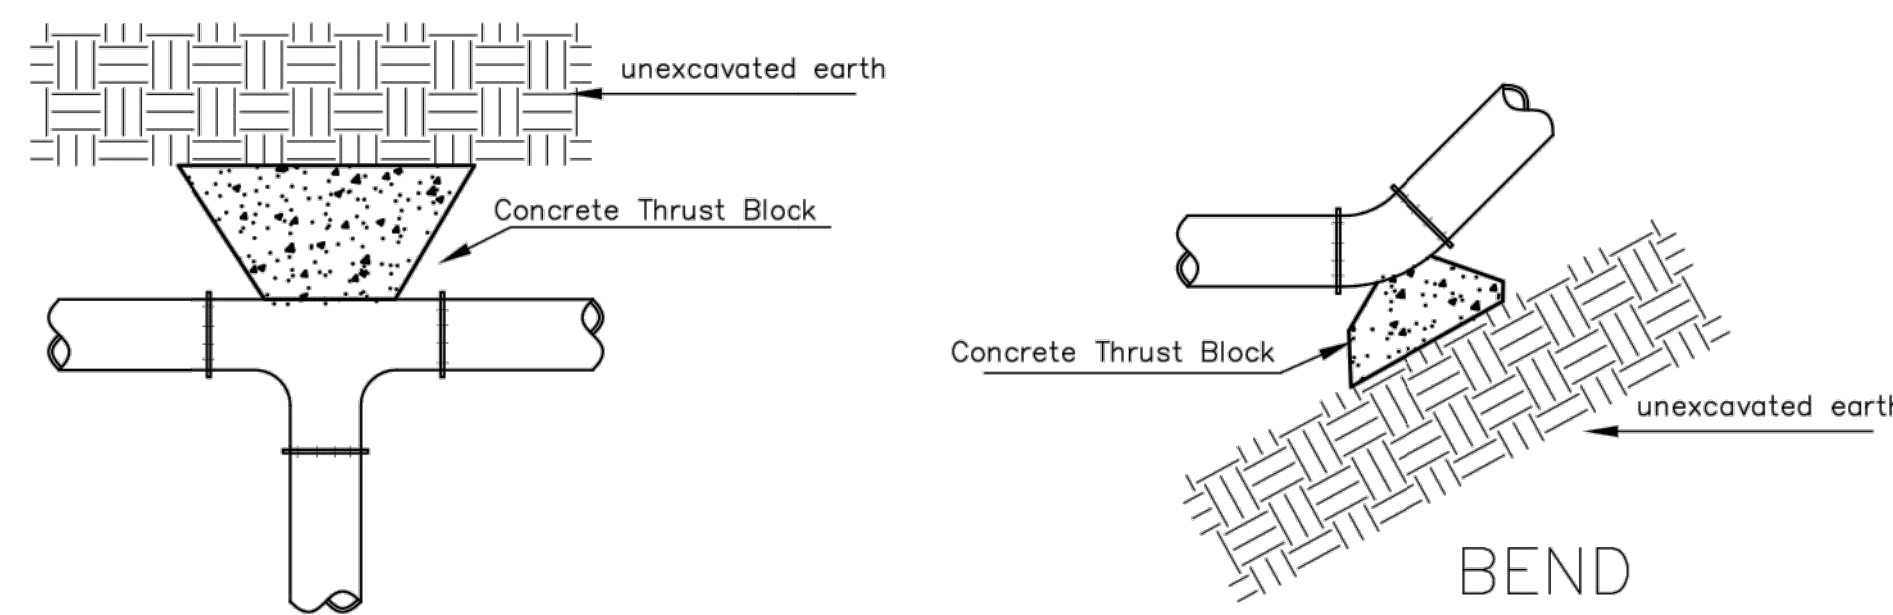 unexcavated earth
Concrete Thrust Block
Concrete Thrust Block
unexcavated eart
BEND